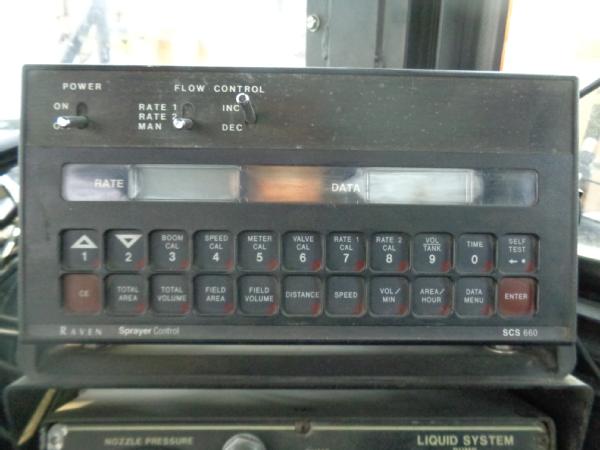 POWER FLOW CONTROL
ON RATE 1 INC
RATE 2
MAN DEC
RATE DATA
1 2 BOOM CAL 3 SPEED CAL 4 METER CAL 5 VALVE CAL 6 RATE 1 CAL 7 RATE 2 CAL 8 VOL TANK 9 TIME 0 SELF TEST ← *
CE TOTAL AREA TOTAL VOLUME FIELD AREA FIELD VOLUME DISTANCE SPEED VOL/ MIN AREA/ HOUR DATA MENU ENTER
RAVEN Sprayer Control SCS 660
NOZZLE PRESSURE LIQUID SYSTEM
PUMP